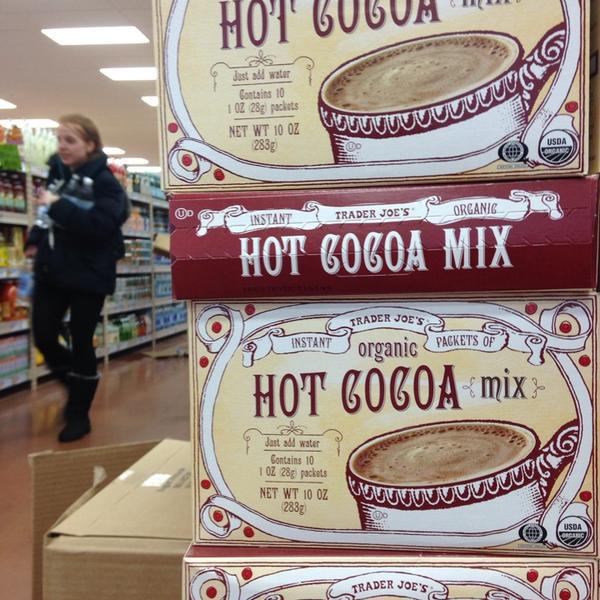 HOT COCOA mix
Just add water
Contains 10
1 OZ (28g) packets
NET WT 10 OZ
(283g)
USDA
ORGANIC
INSTANT TRADER JOE'S ORGANIC
HOT COCOA MIX
TRADER JOE'S
INSTANT PACKETS OF
organic
HOT COCOA mix
Just add water
Contains 10
1 OZ (28g) packets
NET WT 10 OZ
(283g)
USDA
ORGANIC
TRADER JOE'S